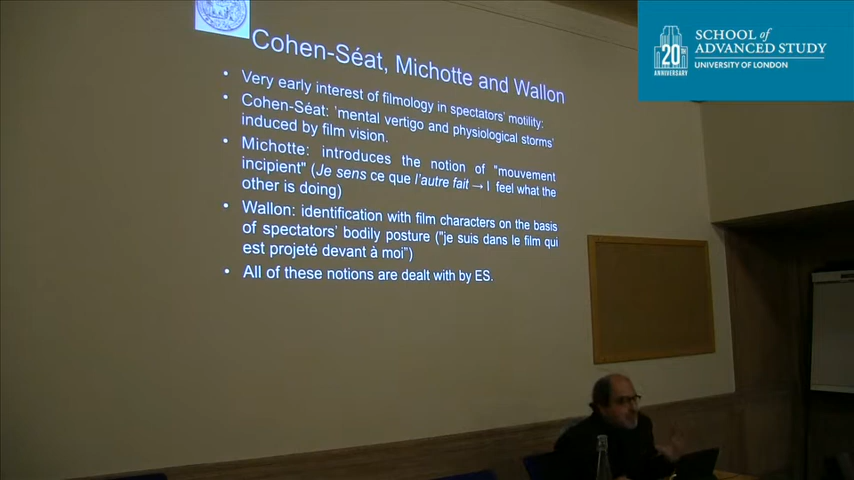 Cohen-Séat, Michotte and Wallon
• Very early interest of filmology in spectators' motility:
• Cohen-Séat: 'mental vertigo and physiological storms'
induced by film vision.
• Michotte: introduces the notion of "mouvement
incipient" (Je sens ce que l'autre fait → I feel what the
other is doing)
• Wallon: identification with film characters on the basis
of spectators' bodily posture ("je suis dans le film qui
est projeté devant à moi")
• All of these notions are dealt with by ES.
20th
ANNIVERSARY
SCHOOL of
ADVANCED STUDY
UNIVERSITY OF LONDON